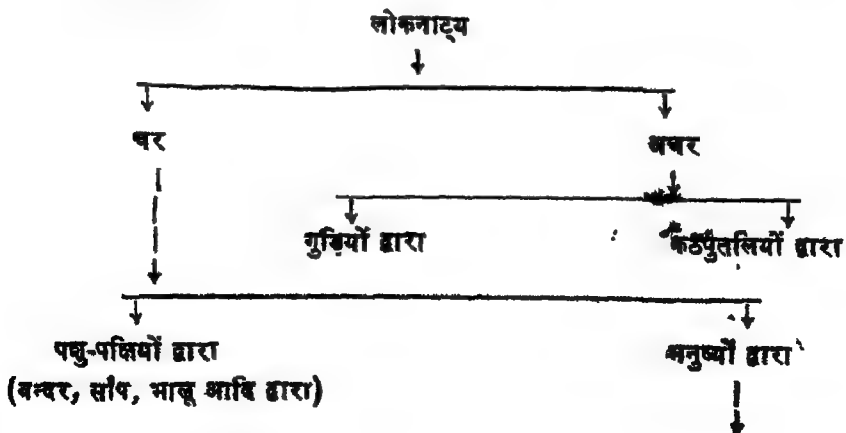 लोकनाट्य
चर अचर
गुड़ियों द्वारा कठपुतलियों द्वारा
पशु-पक्षियों द्वारा मनुष्यों द्वारा
(बन्दर, साँप, भालू आदि द्वारा)